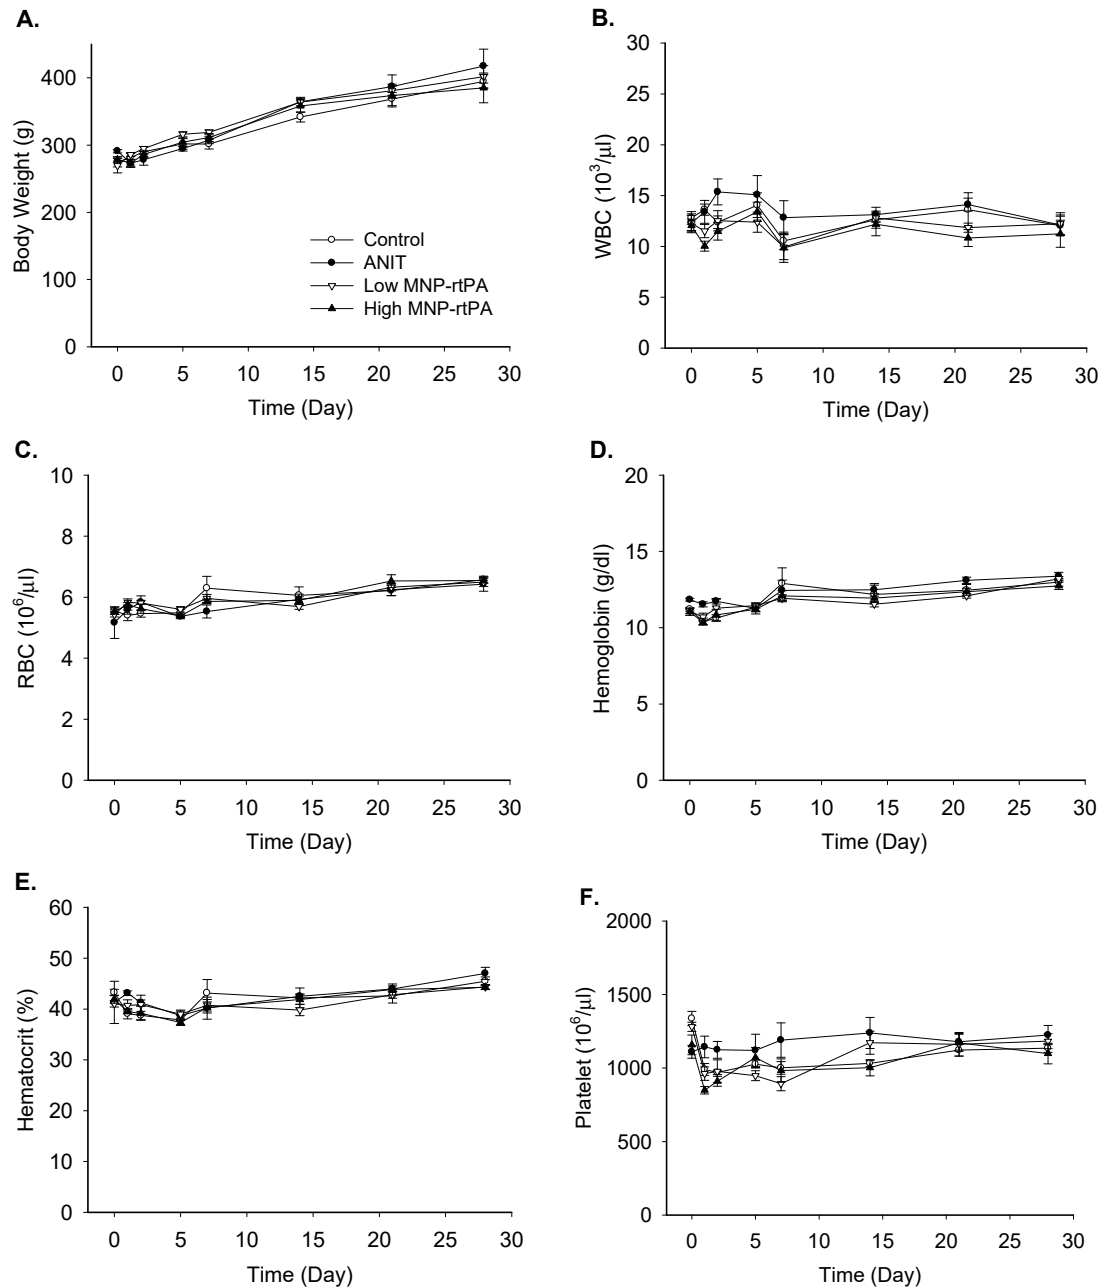 A.
Body Weight (g)
400
300
200
100
0
Control
ANIT
Low MNP-rtPA
High MNP-rtPA
0 5 10 15 20 25 30
Time (Day)
B.
WBC (10³/µl)
30
25
20
15
10
5
0
0 5 10 15 20 25 30
Time (Day)
C.
RBC (10⁶/µl)
10
8
6
4
2
0
0 5 10 15 20 25 30
Time (Day)
D.
Hemoglobin (g/dl)
20
15
10
5
0
0 5 10 15 20 25 30
Time (Day)
E.
Hematocrit (%)
60
50
40
30
20
10
0
0 5 10 15 20 25 30
Time (Day)
F.
Platelet (10⁶/µl)
2000
1500
1000
500
0
0 5 10 15 20 25 30
Time (Day)